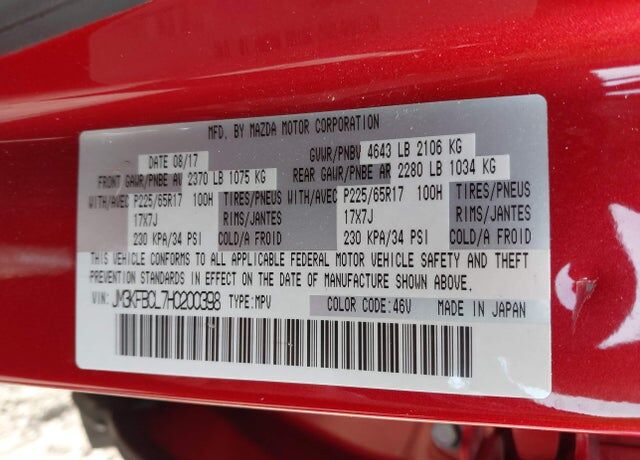 MFD. BY MAZDA MOTOR CORPORATION
DATE 08/17 GVWR/PNBV 4643 LB 2106 KG
FRONT GAWR/PNBE AV 2370 LB 1075 KG REAR GAWR/PNBE AR 2280 LB 1034 KG
WITH/AVEC P225/65R17 100H TIRES/PNEUS WITH/AVEC P225/65R17 100H TIRES/PNEUS
17X7J RIMS/JANTES 17X7J RIMS/JANTES
230 KPA/34 PSI COLD/A FROID 230 KPA/34 PSI COLD/A FROID
THIS VEHICLE CONFORMS TO ALL APPLICABLE FEDERAL MOTOR VEHICLE SAFETY AND THEFT
PREVENTION STANDARDS IN EFFECT ON THE DATE OF MANUFACTURE SHOWN ABOVE.
VIN: JM3KFBCL7H0200398 TYPE:MPV COLOR CODE:46V MADE IN JAPAN